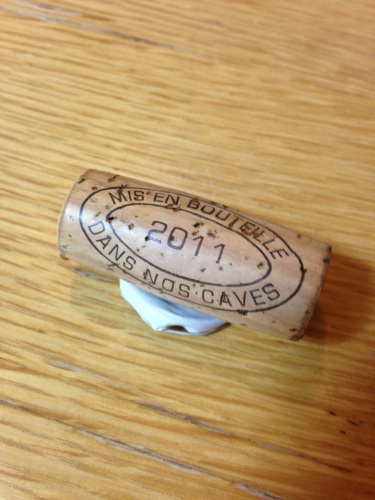 MIS EN BOUTEILLE
2011
DANS NOS CAVES